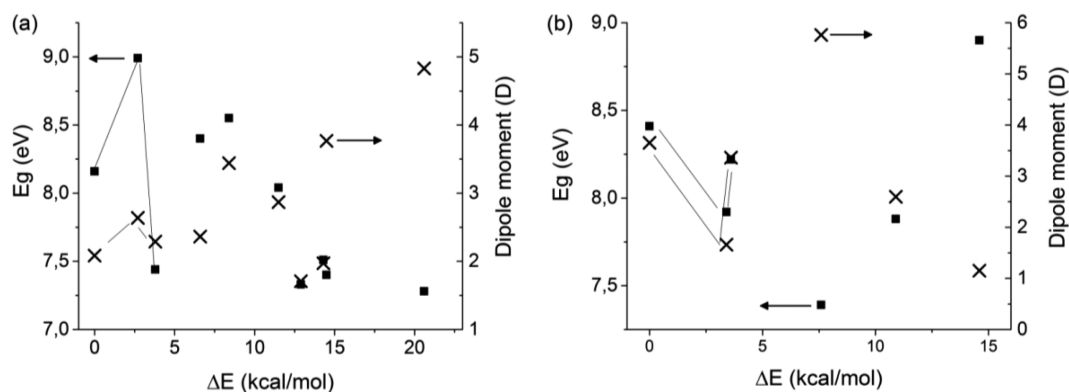 (a)
9,0
8,5
8,0
7,5
7,0
Eg (eV)
0 5 10 15 20
ΔE (kcal/mol)
5
4
3
2
1
Dipole moment (D)
(b)
9,0
8,5
8,0
7,5
Eg (eV)
0 5 10 15
ΔE (kcal/mol)
6
5
4
3
2
1
0
Dipole moment (D)